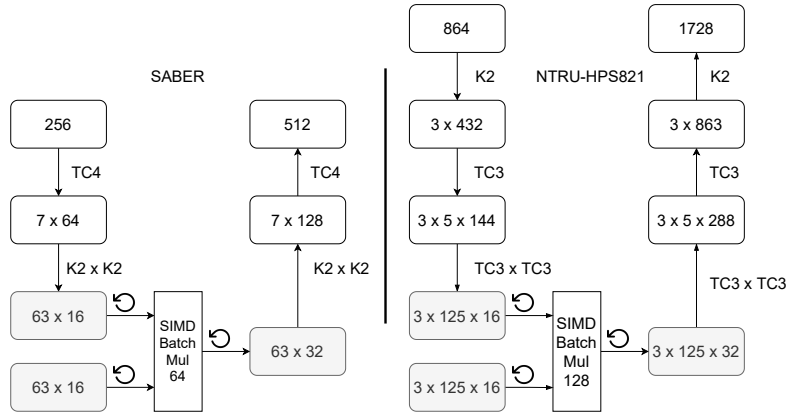 SABER
256
512
TC4
TC4
7 x 64
7 x 128
K2 x K2
K2 x K2
63 x 16
SIMD
Batch
Mul
64
63 x 32
63 x 16
864
1728
K2
NTRU-HPS821
K2
3 x 432
3 x 863
TC3
TC3
3 x 5 x 144
3 x 5 x 288
TC3 x TC3
TC3 x TC3
3 x 125 x 16
SIMD
Batch
Mul
128
3 x 125 x 32
3 x 125 x 16